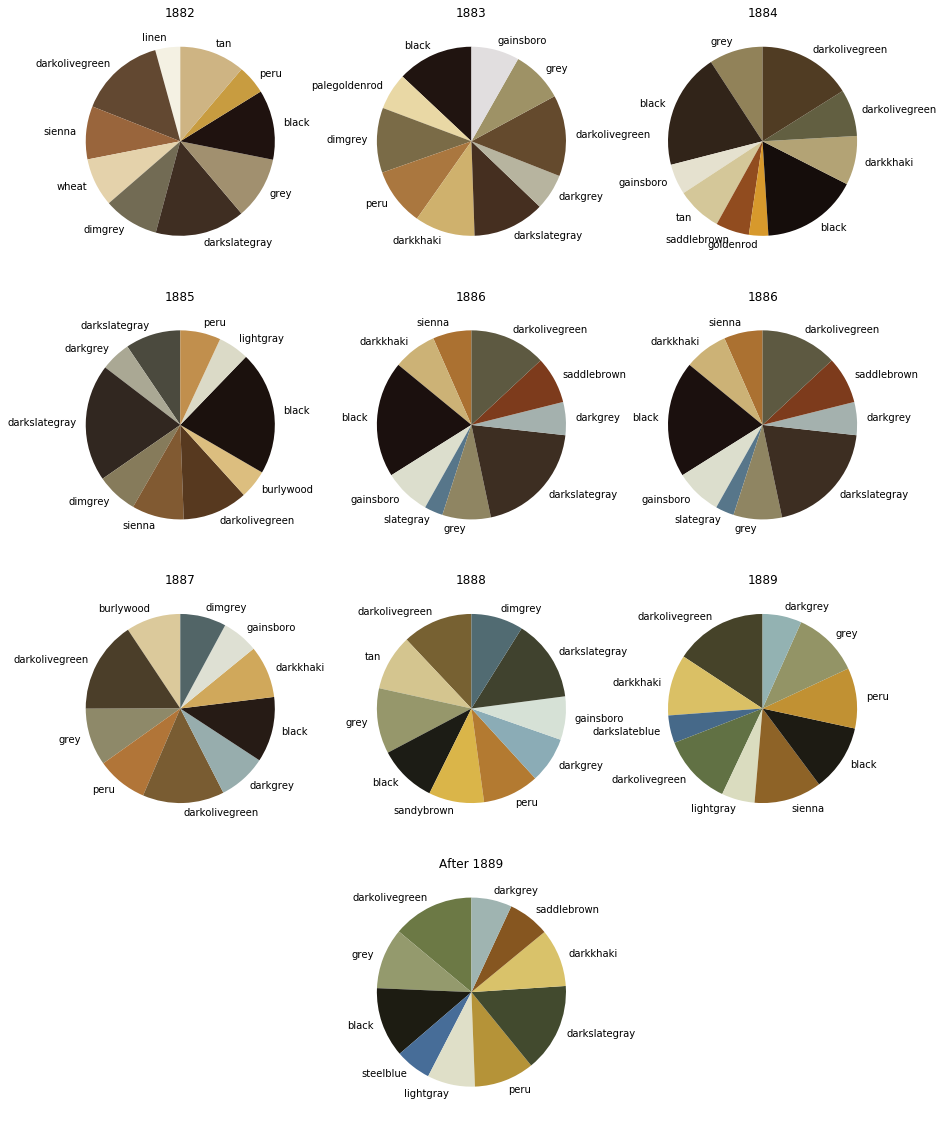 1882
linen
tan
darkolivegreen
peru
sienna
black
wheat
grey
dimgrey
darkslategray
1883
gainsboro
black
grey
palegoldenrod
darkolivegreen
dimgrey
darkgrey
peru
darkslategray
darkkhaki
1884
grey
darkolivegreen
black
darkolivegreen
darkkhaki
gainsboro
tan
black
saddlebrown
goldenrod
1885
peru
darkslategray
lightgray
darkgrey
black
darkslategray
burlywood
dimgrey
darkolivegreen
sienna
1886
sienna
darkolivegreen
darkkhaki
saddlebrown
black
darkgrey
gainsboro
darkslategray
slategray
grey
1886
sienna
darkolivegreen
darkkhaki
saddlebrown
black
darkgrey
gainsboro
darkslategray
slategray
grey
1887
burlywood
dimgrey
gainsboro
darkolivegreen
darkkhaki
grey
black
peru
darkgrey
darkolivegreen
1888
darkolivegreen
dimgrey
tan
darkslategray
grey
gainsboro
black
darkgrey
sandybrown
peru
1889
darkolivegreen
darkgrey
grey
darkkhaki
peru
darkslateblue
black
darkolivegreen
lightgray
sienna
After 1889
darkolivegreen
darkgrey
saddlebrown
grey
darkkhaki
black
darkslategray
steelblue
lightgray
peru